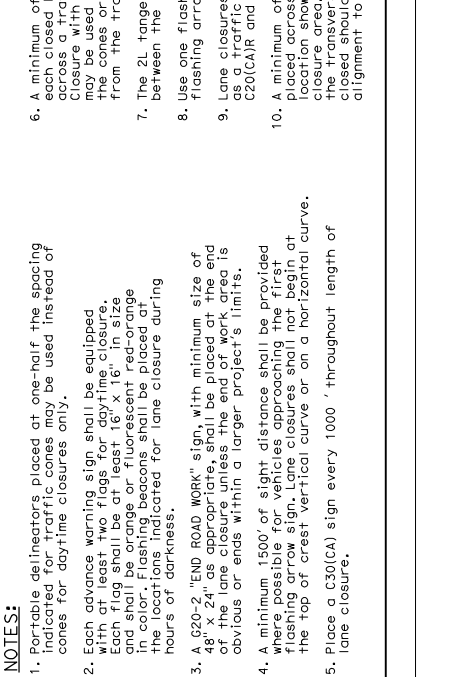 NOTES:
1. Portable delineators placed at one-half the spacing
indicated for traffic cones may be used instead of
cones for daytime closures only.
2. Each advance warning sign shall be equipped
with at least two flags for daytime closure.
Each flag shall be at least 16" x 16" in size
and shall be orange or fluorescent red-orange
in color. Flashing beacons shall be placed at
the locations indicated for lane closure during
hours of darkness.
3. A G20-2 "END ROAD WORK" sign, with minimum size of
48" x 24" as appropriate, shall be placed at the end
of the lane closure unless the end of work area is
obvious or ends within a larger project's limits.
4. A minimum 1500' of sight distance shall be provided
where possible for vehicles approaching the first
flashing arrow sign. Lane closures shall not begin at
the top of crest vertical curve or on a horizontal curve.
5. Place a C30(CA) sign every 1000 ' throughout length of
lane closure.
6. A minimum of
each closed
across a tra
Closure with
may be used
the cones or
from the tra
7. The 2L tange
between the
8. Use one flas
flashing arro
9. Lane closures
as a traffic
C20(CA)R and
10. A minimum of
placed across
location show
closure area.
the transver
closed shoul
alignment to